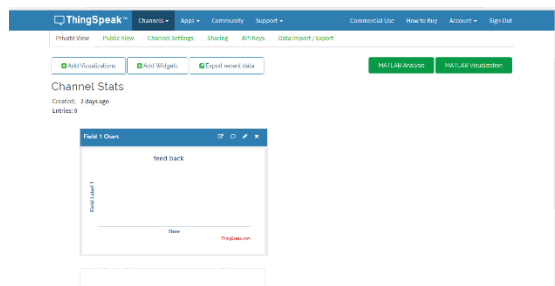 ThingSpeak™ Channels Apps Community Support Commercial Use How to Buy Account Sign Out
Private View Public View Channel Settings Sharing API Keys Data Import / Export
Add Visualizations Add Widgets Export recent data MATLAB Analysis MATLAB Visualization
Channel Stats
Created: 3 days ago
Entries: 0
Field 1 Chart
feed back
Field Label 1
Date
ThingSpeak.com